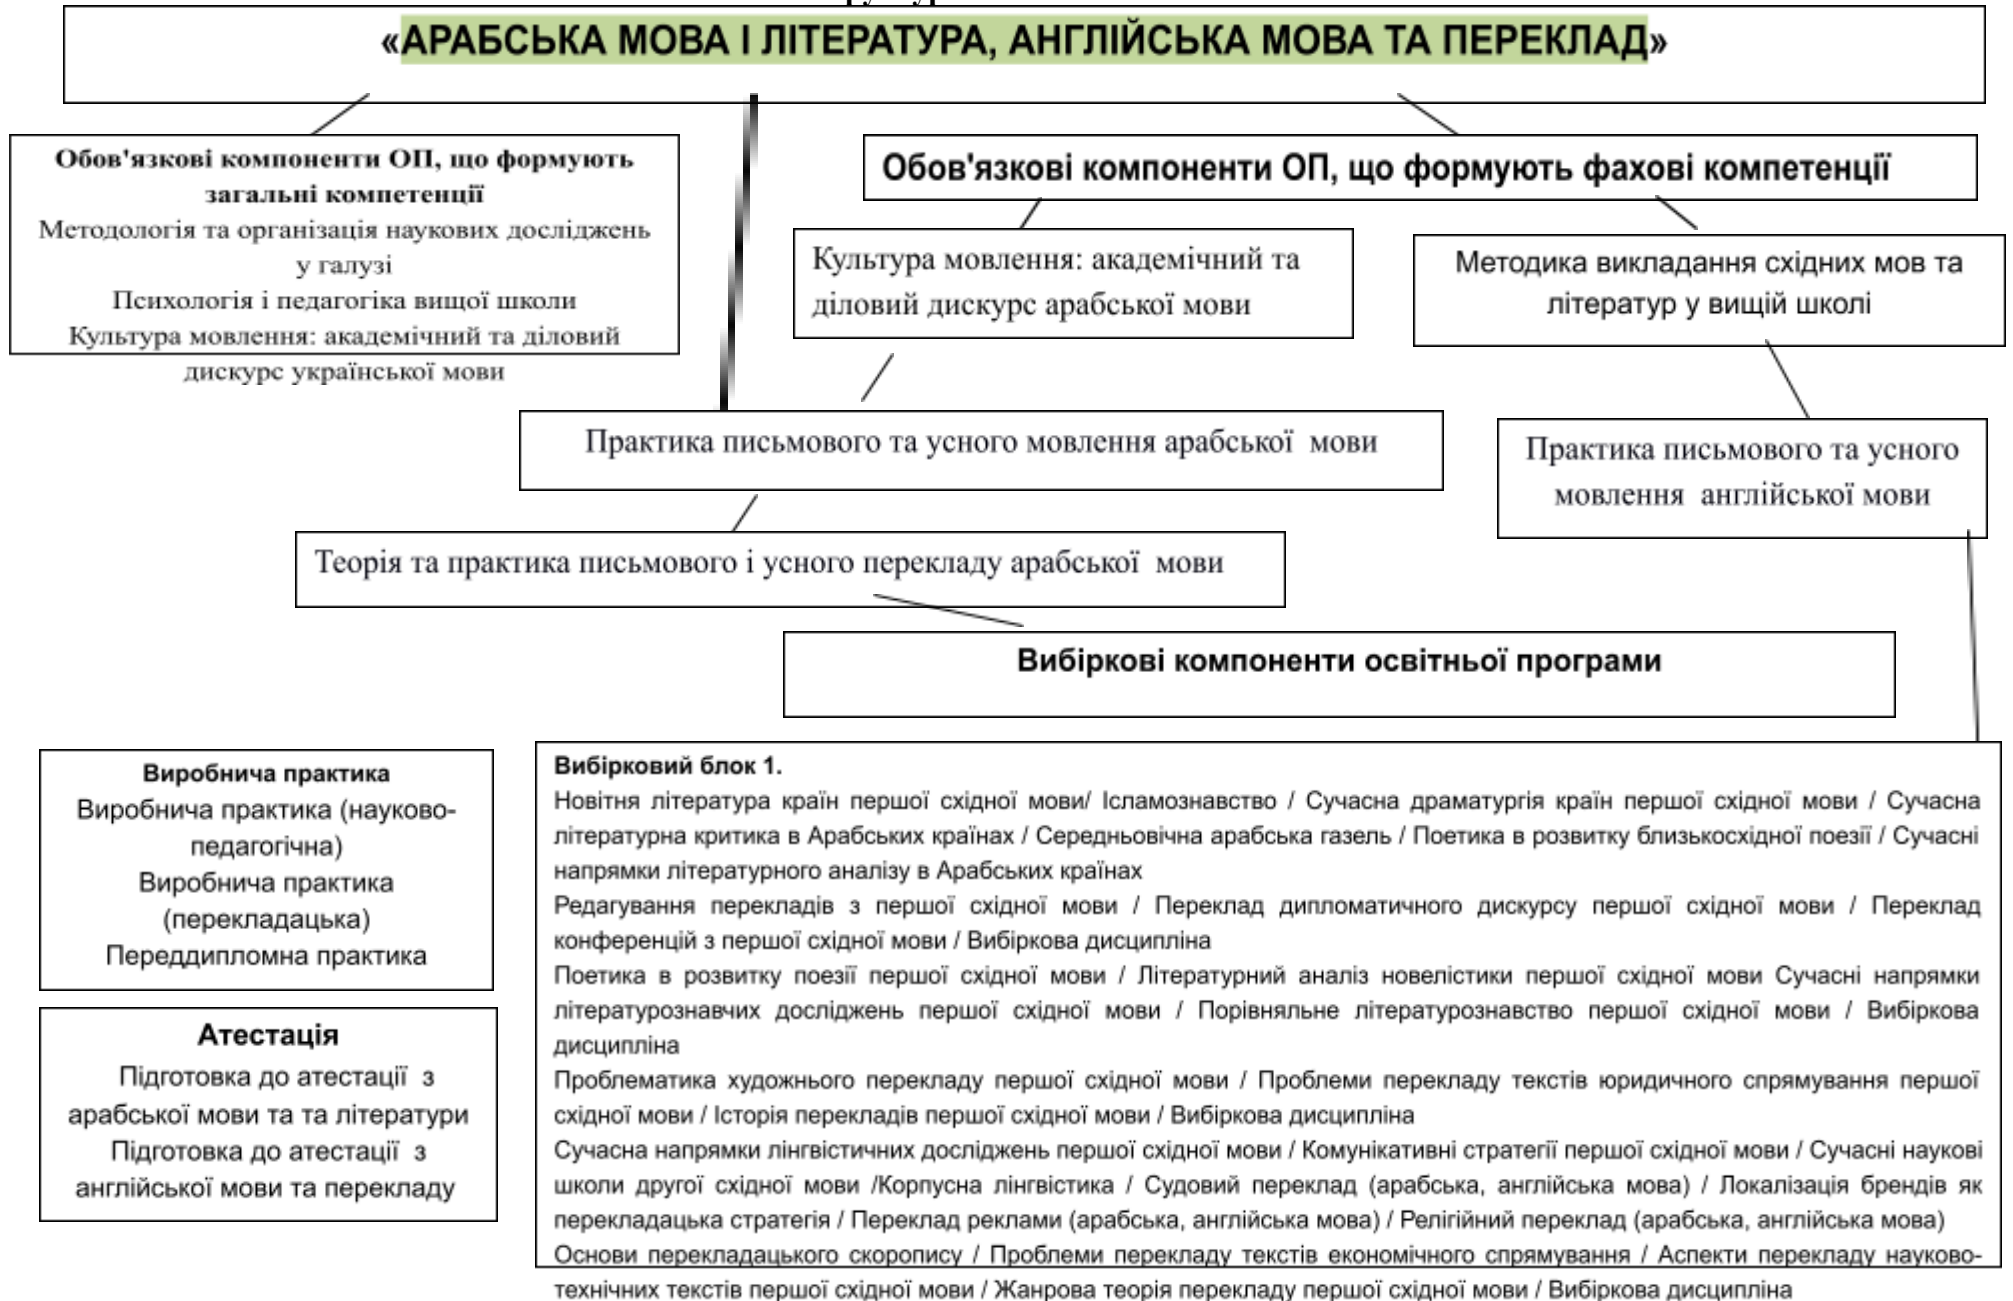 «АРАБСЬКА МОВА І ЛІТЕРАТУРА, АНГЛІЙСЬКА МОВА ТА ПЕРЕКЛАД»
Обов'язкові компоненти ОП, що формують
загальні компетенції
Методологія та організація наукових досліджень
у галузі
Психологія і педагогіка вищої школи
Культура мовлення: академічний та діловий
дискурс української мови
Обов'язкові компоненти ОП, що формують фахові компетенції
Культура мовлення: академічний та
діловий дискурс арабської мови
Методика викладання східних мов та
літератур у вищій школі
Практика письмового та усного мовлення арабської мови
Практика письмового та усного
мовлення англійської мови
Теорія та практика письмового і усного перекладу арабської мови
Вибіркові компоненти освітньої програми
Виробнича практика
Виробнича практика (науково-
педагогічна)
Виробнича практика
(перекладацька)
Переддипломна практика
Атестація
Підготовка до атестації з
арабської мови та та літератури
Підготовка до атестації з
англійської мови та перекладу
Вибірковий блок 1.
Новітня література країн першої східної мови/ Ісламознавство / Сучасна драматургія країн першої східної мови / Сучасна
літературна критика в Арабських країнах / Середньовічна арабська газель / Поетика в розвитку близькосхідної поезії / Сучасні
напрямки літературного аналізу в Арабських країнах
Редагування перекладів з першої східної мови / Переклад дипломатичного дискурсу першої східної мови / Переклад
конференцій з першої східної мови / Вибіркова дисципліна
Поетика в розвитку поезії першої східної мови / Літературний аналіз новелістики першої східної мови Сучасні напрямки
літературознавчих досліджень першої східної мови / Порівняльне літературознавство першої східної мови / Вибіркова
дисципліна
Проблематика художнього перекладу першої східної мови / Проблеми перекладу текстів юридичного спрямування першої
східної мови / Історія перекладів першої східної мови / Вибіркова дисципліна
Сучасна напрямки лінгвістичних досліджень першої східної мови / Комунікативні стратегії першої східної мови / Сучасні наукові
школи другої східної мови /Корпусна лінгвістика / Судовий переклад (арабська, англійська мова) / Локалізація брендів як
перекладацька стратегія / Переклад реклами (арабська, англійська мова) / Релігійний переклад (арабська, англійська мова)
Основи перекладацького скоропису / Проблеми перекладу текстів економічного спрямування / Аспекти перекладу науково-
технічних текстів першої східної мови / Жанрова теорія перекладу першої східної мови / Вибіркова дисципліна